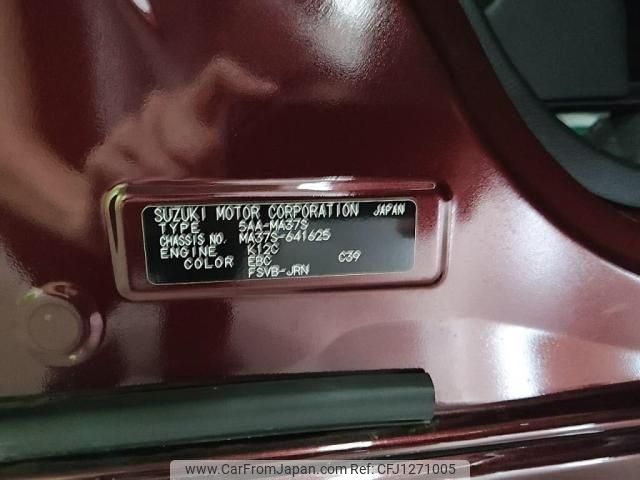 SUZUKI MOTOR CORPORATION JAPAN
TYPE 5AA-MA37S
CHASSIS NO. MA37S-641625
ENGINE K12C
COLOR EBC C39
FSVB-JRN
www.CarFromJapan.com | CFJ1271005